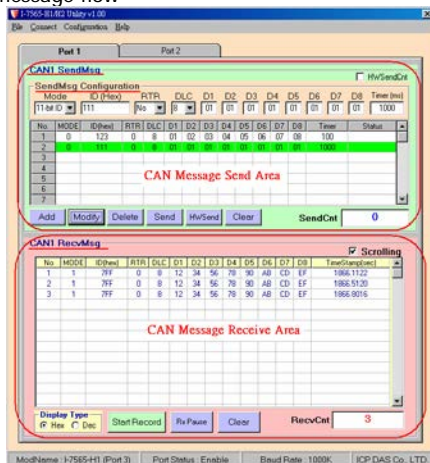 message flow
I-7565-H1/H2 Utility v1.00
File Connect Configuration Help
Port 1 Port 2
CAN1 SendMsg
HWSendCnt
SendMsg Configuration
Mode ID (Hex) RTR DLC D1 D2 D3 D4 D5 D6 D7 D8 Timer (ms)
11-bit ID 111 No 8 01 01 01 01 01 01 01 01 1000
No. MODE ID(hex) RTR DLC D1 D2 D3 D4 D5 D6 D7 D8 Timer Status
1 0 123 0 8 01 02 03 04 05 06 07 08 100
2 0 111 0 8 01 01 01 01 01 01 01 01 1000
3
4
CAN Message Send Area
5
6
7
Add Modify Delete Send HWSend Clear SendCnt 0
CAN1 RecvMsg
Scrolling
No MODE ID(hex) RTR DLC D1 D2 D3 D4 D5 D6 D7 D8 TimeStamp(sec)
1 1 7FF 0 8 12 34 56 78 90 AB CD EF 1866.1122
2 1 7FF 0 8 12 34 56 78 90 AB CD EF 1866.5120
3 1 7FF 0 8 12 34 56 78 90 AB CD EF 1866.8016
CAN Message Receive Area
Display Type
Hex Dec Start Record Rx Pause Clear RecvCnt 3
ModName : I-7565-H1 (Port 3) Port Status : Enable Baud Rate : 1000K ICP DAS Co., LTD.